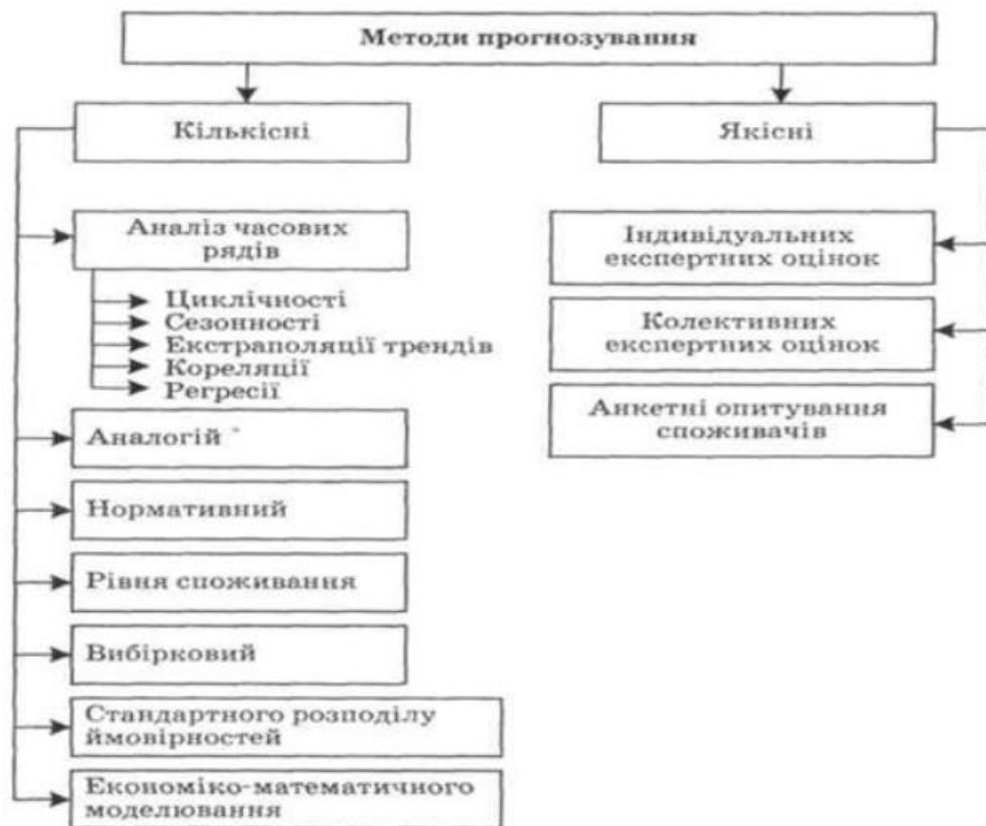 Методи прогнозування
Кількісні
Якісні
Аналіз часових
рядів
Циклічності
Сезонності
Екстраполяції трендів
Кореляції
Регресії
Аналогій
Нормативний
Рівня споживання
Вибірковий
Стандартного розподілу
ймовірностей
Економіко-математичного
моделювання
Індивідуальних
експертних оцінок
Колективних
експертних оцінок
Анкетні опитування
споживачів